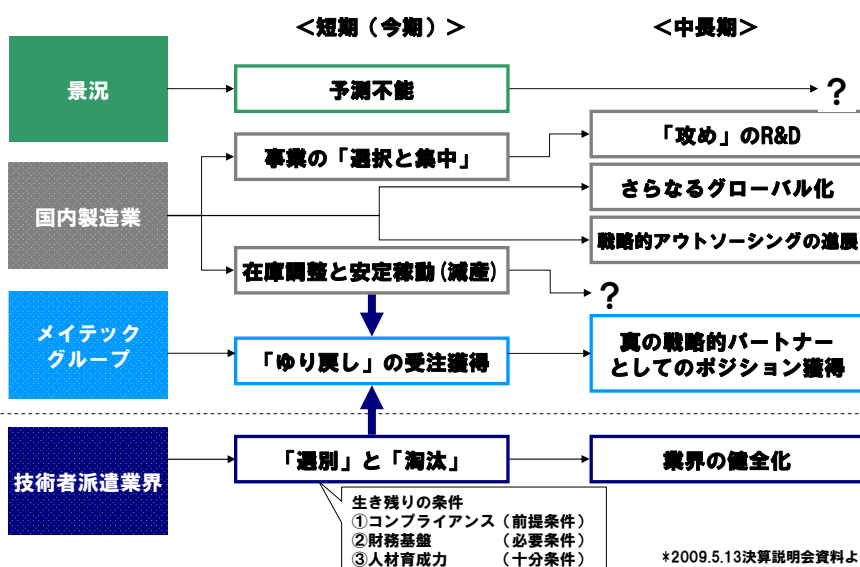 ＜短期（今期）＞
＜中長期＞
景況
予測不能
?
事業の「選択と集中」
「攻め」のR&D
国内製造業
さらなるグローバル化
戦略的アウトソーシングの進展
在庫調整と安定稼動(減産)
?
メイテック
グループ
「ゆり戻し」の受注獲得
真の戦略的パートナー
としてのポジション獲得
技術者派遣業界
「選別」と「淘汰」
業界の健全化
生き残りの条件
①コンプライアンス（前提条件）
②財務基盤　　　　（必要条件）
③人材育成力　　　（十分条件）
*2009.5.13決算説明会資料よ